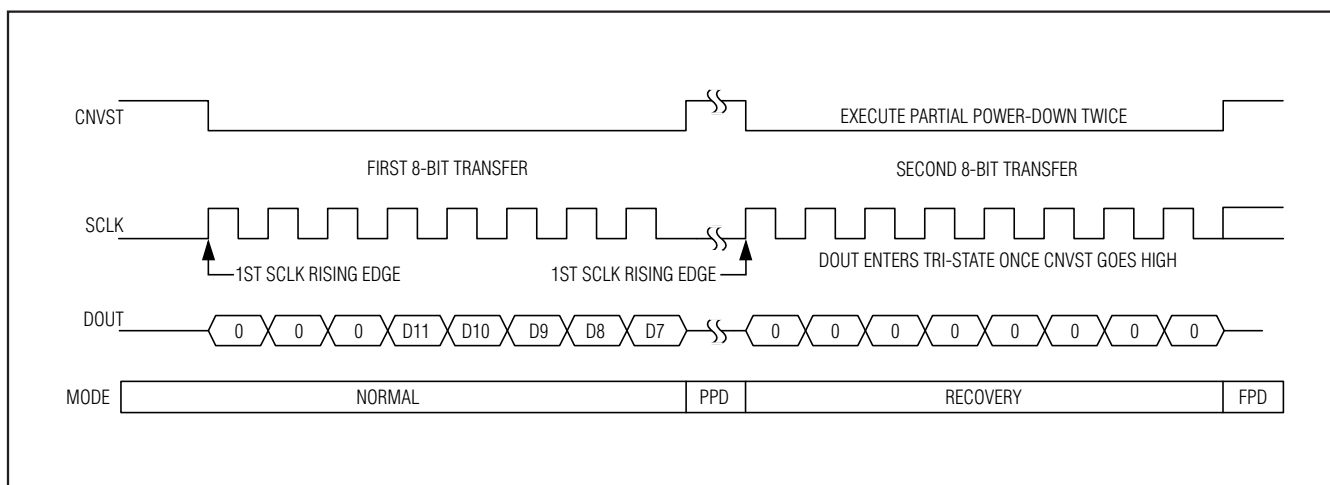 CNVST
EXECUTE PARTIAL POWER-DOWN TWICE
FIRST 8-BIT TRANSFER
SECOND 8-BIT TRANSFER
SCLK
1ST SCLK RISING EDGE
1ST SCLK RISING EDGE
DOUT ENTERS TRI-STATE ONCE CNVST GOES HIGH
DOUT
0 0 0 D11 D10 D9 D8 D7
0 0 0 0 0 0 0 0
MODE
NORMAL
PPD
RECOVERY
FPD